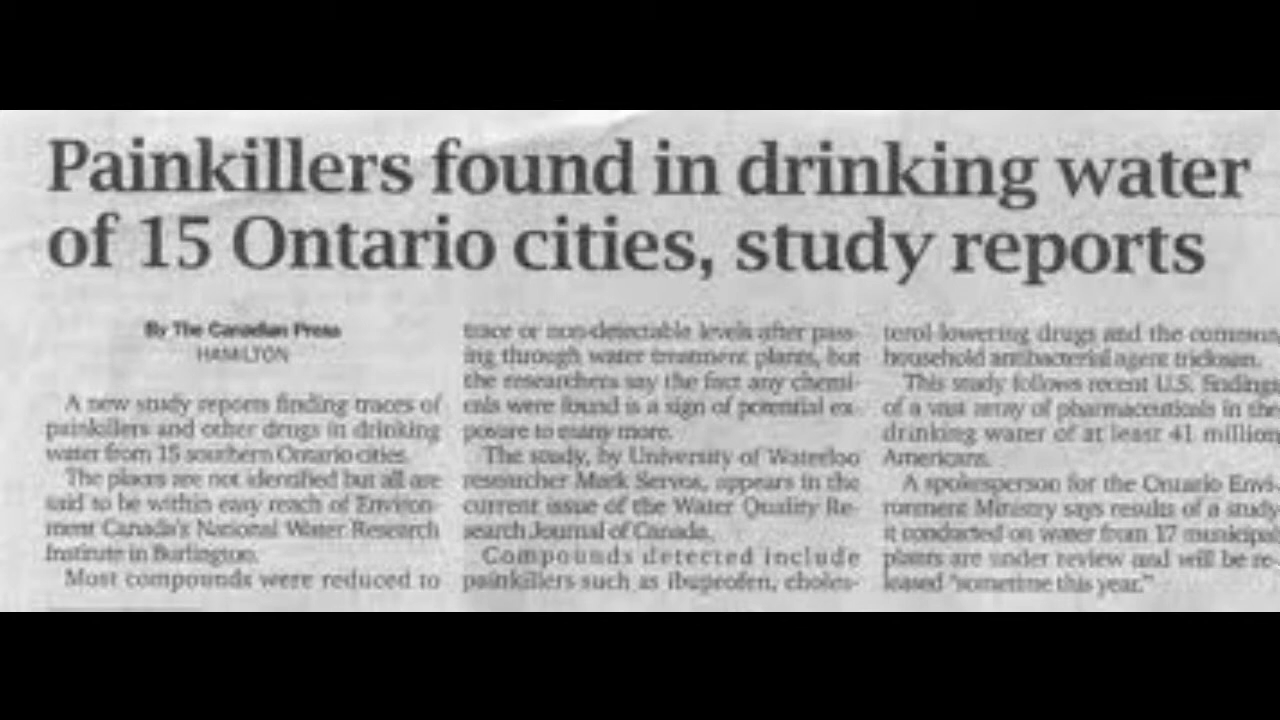 Painkillers found in drinking water
of 15 Ontario cities, study reports
By The Canadian Press
HAMILTON
A new study reports finding traces of
painkillers and other drugs in drinking
water from 15 southern Ontario cities.
The places are not identified but all are
said to be within easy reach of Environ-
ment Canada's National Water Research
Institute in Burlington.
Most compounds were reduced to
trace or non-detectable levels after pass-
ing through water treatment plants, but
the researchers say the fact any chemi-
cals were found is a sign of potential ex-
posure to many more.
The study, by University of Waterloo
researcher Mark Servos, appears in the
current issue of the Water Quality Re-
search Journal of Canada.
Compounds detected include
painkillers such as ibuprofen, choles-
terol-lowering drugs and the common
household antibacterial agent triclosan.
This study follows recent U.S. findings
of a vast array of pharmaceuticals in the
drinking water of at least 41 million
Americans.
A spokesperson for the Ontario Envi-
ronment Ministry says results of a study
it conducted on water from 17 municipal
plants are under review and will be re-
leased "sometime this year."